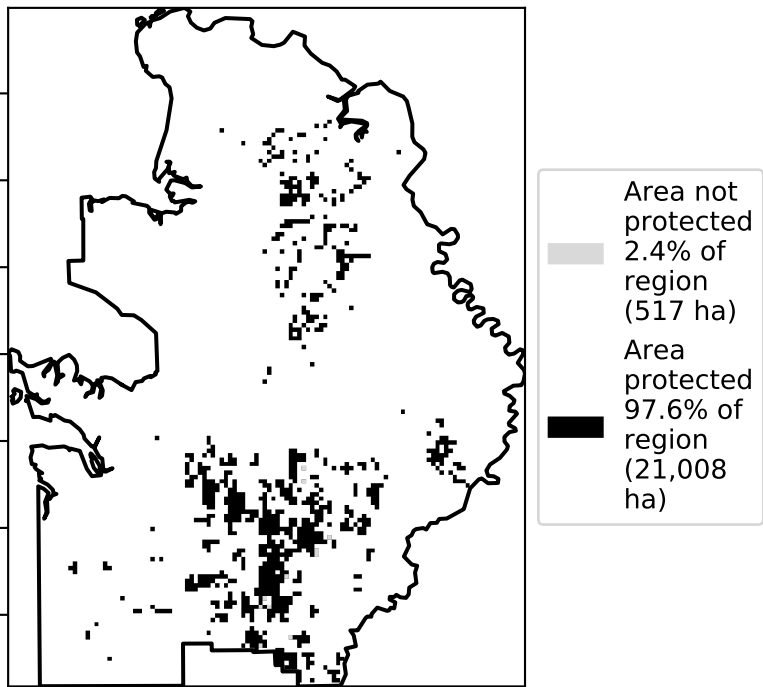 Area not
protected
2.4% of
region
(517 ha)
Area
protected
97.6% of
region
(21,008
ha)